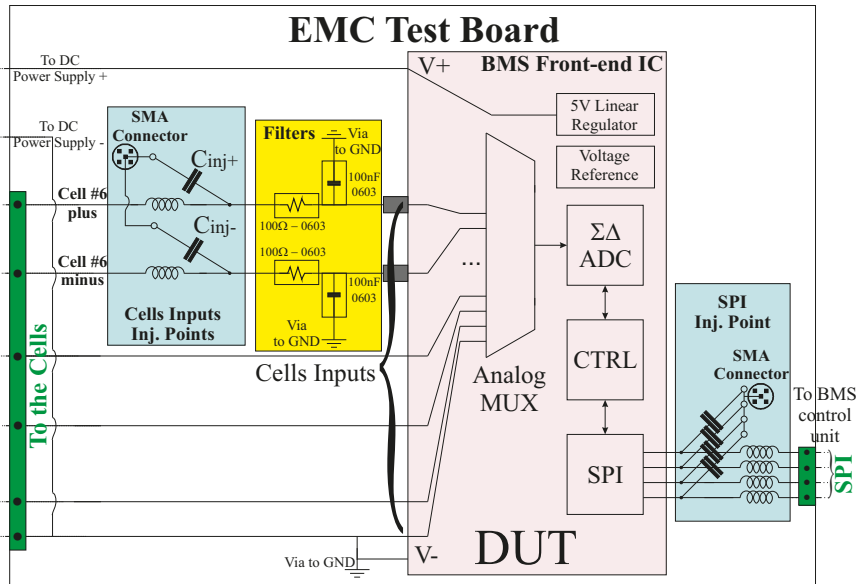 EMC Test Board
To DC
Power Supply +
V+
BMS Front-end IC
5V Linear
Regulator
Voltage
Reference
To DC
Power Supply -
SMA
Connector
Cinj+
Cell #6
plus
Cinj-
Cell #6
minus
Cells Inputs
Inj. Points
Filters
Via
to GND
100nF
0603
100Ω – 0603
100Ω – 0603
100nF
0603
Via
to GND
Cells Inputs
...
Analog
MUX
ΣΔ
ADC
CTRL
SPI
DUT
V-
Via to GND
To the Cells
SPI
Inj. Point
SMA
Connector
To BMS
control
unit
SPI